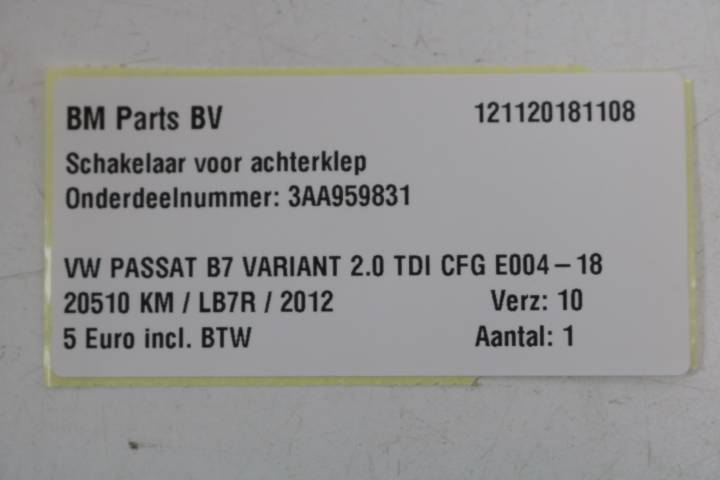 BM Parts BV 121120181108
Schakelaar voor achterklep
Onderdeelnummer: 3AA959831
VW PASSAT B7 VARIANT 2.0 TDI CFG E004-18
20510 KM / LB7R / 2012 Verz: 10
5 Euro incl. BTW Aantal: 1